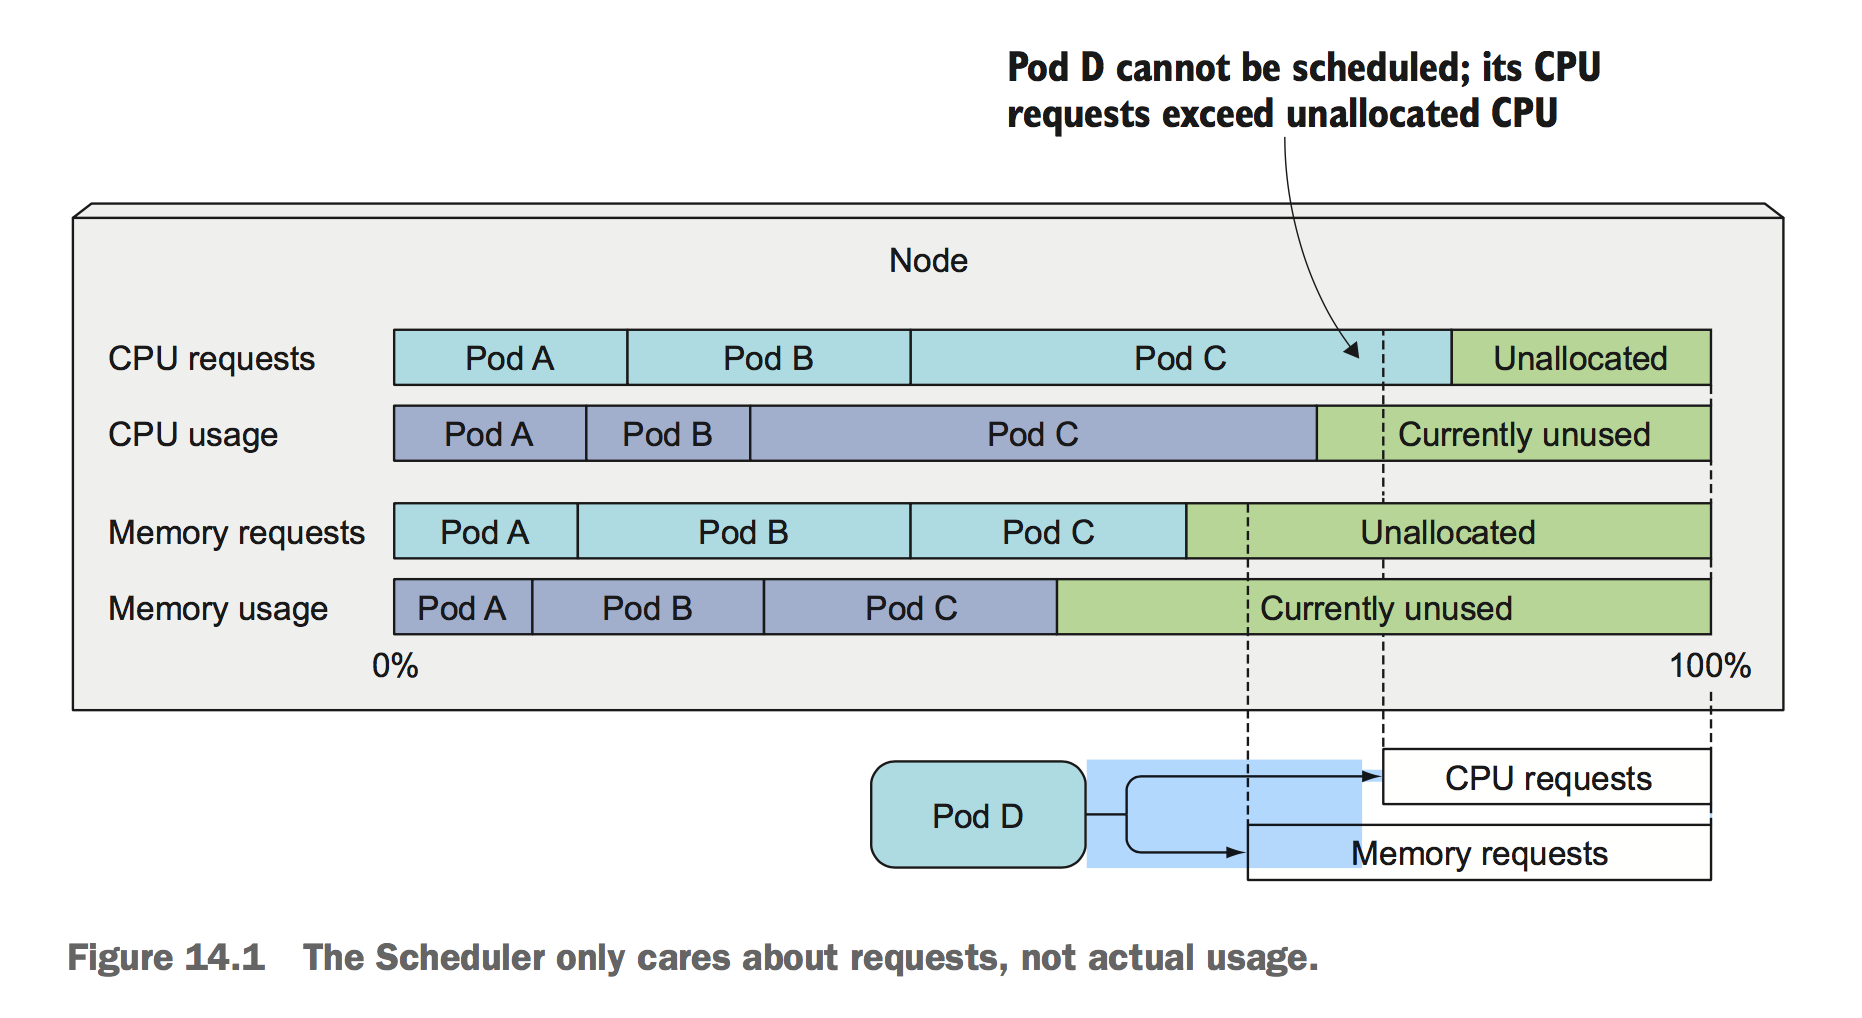 Pod D cannot be scheduled; its CPU
requests exceed unallocated CPU
Node
CPU requests Pod A Pod B Pod C Unallocated
CPU usage Pod A Pod B Pod C Currently unused
Memory requests Pod A Pod B Pod C Unallocated
Memory usage Pod A Pod B Pod C Currently unused
0% 100%
CPU requests
Pod D
Memory requests
Figure 14.1 The Scheduler only cares about requests, not actual usage.